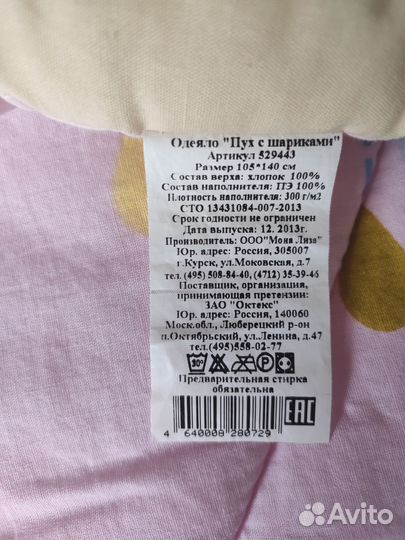 Одеяло "Пух с шариками"
Артикул 529443
Размер 105*140 см
Состав верха: хлопок 100%
Состав наполнителя: ПЭ 100%
Плотность наполнителя: 300 г/м2
СТО 13431084-007-2013
Срок годности не ограничен
Дата выпуска: 12. 2013г.
Производитель: ООО"Мона Лиза"
Юр. адрес: Россия, 305007
г.Курск, ул.Моковская, д.7
тел. (495) 508-84-40, (4712) 35-39-46
Поставщик, организация,
принимающая претензии:
ЗАО "Октекс"
Юр. адрес: Россия, 140060
Моск.обл., Люберецкий р-он
п.Октябрьский, ул.Ленина, д.47
тел.(495)558-02-77
30° P
Предварительная стирка
обязательна
4 640008 280729
EAC
Avito